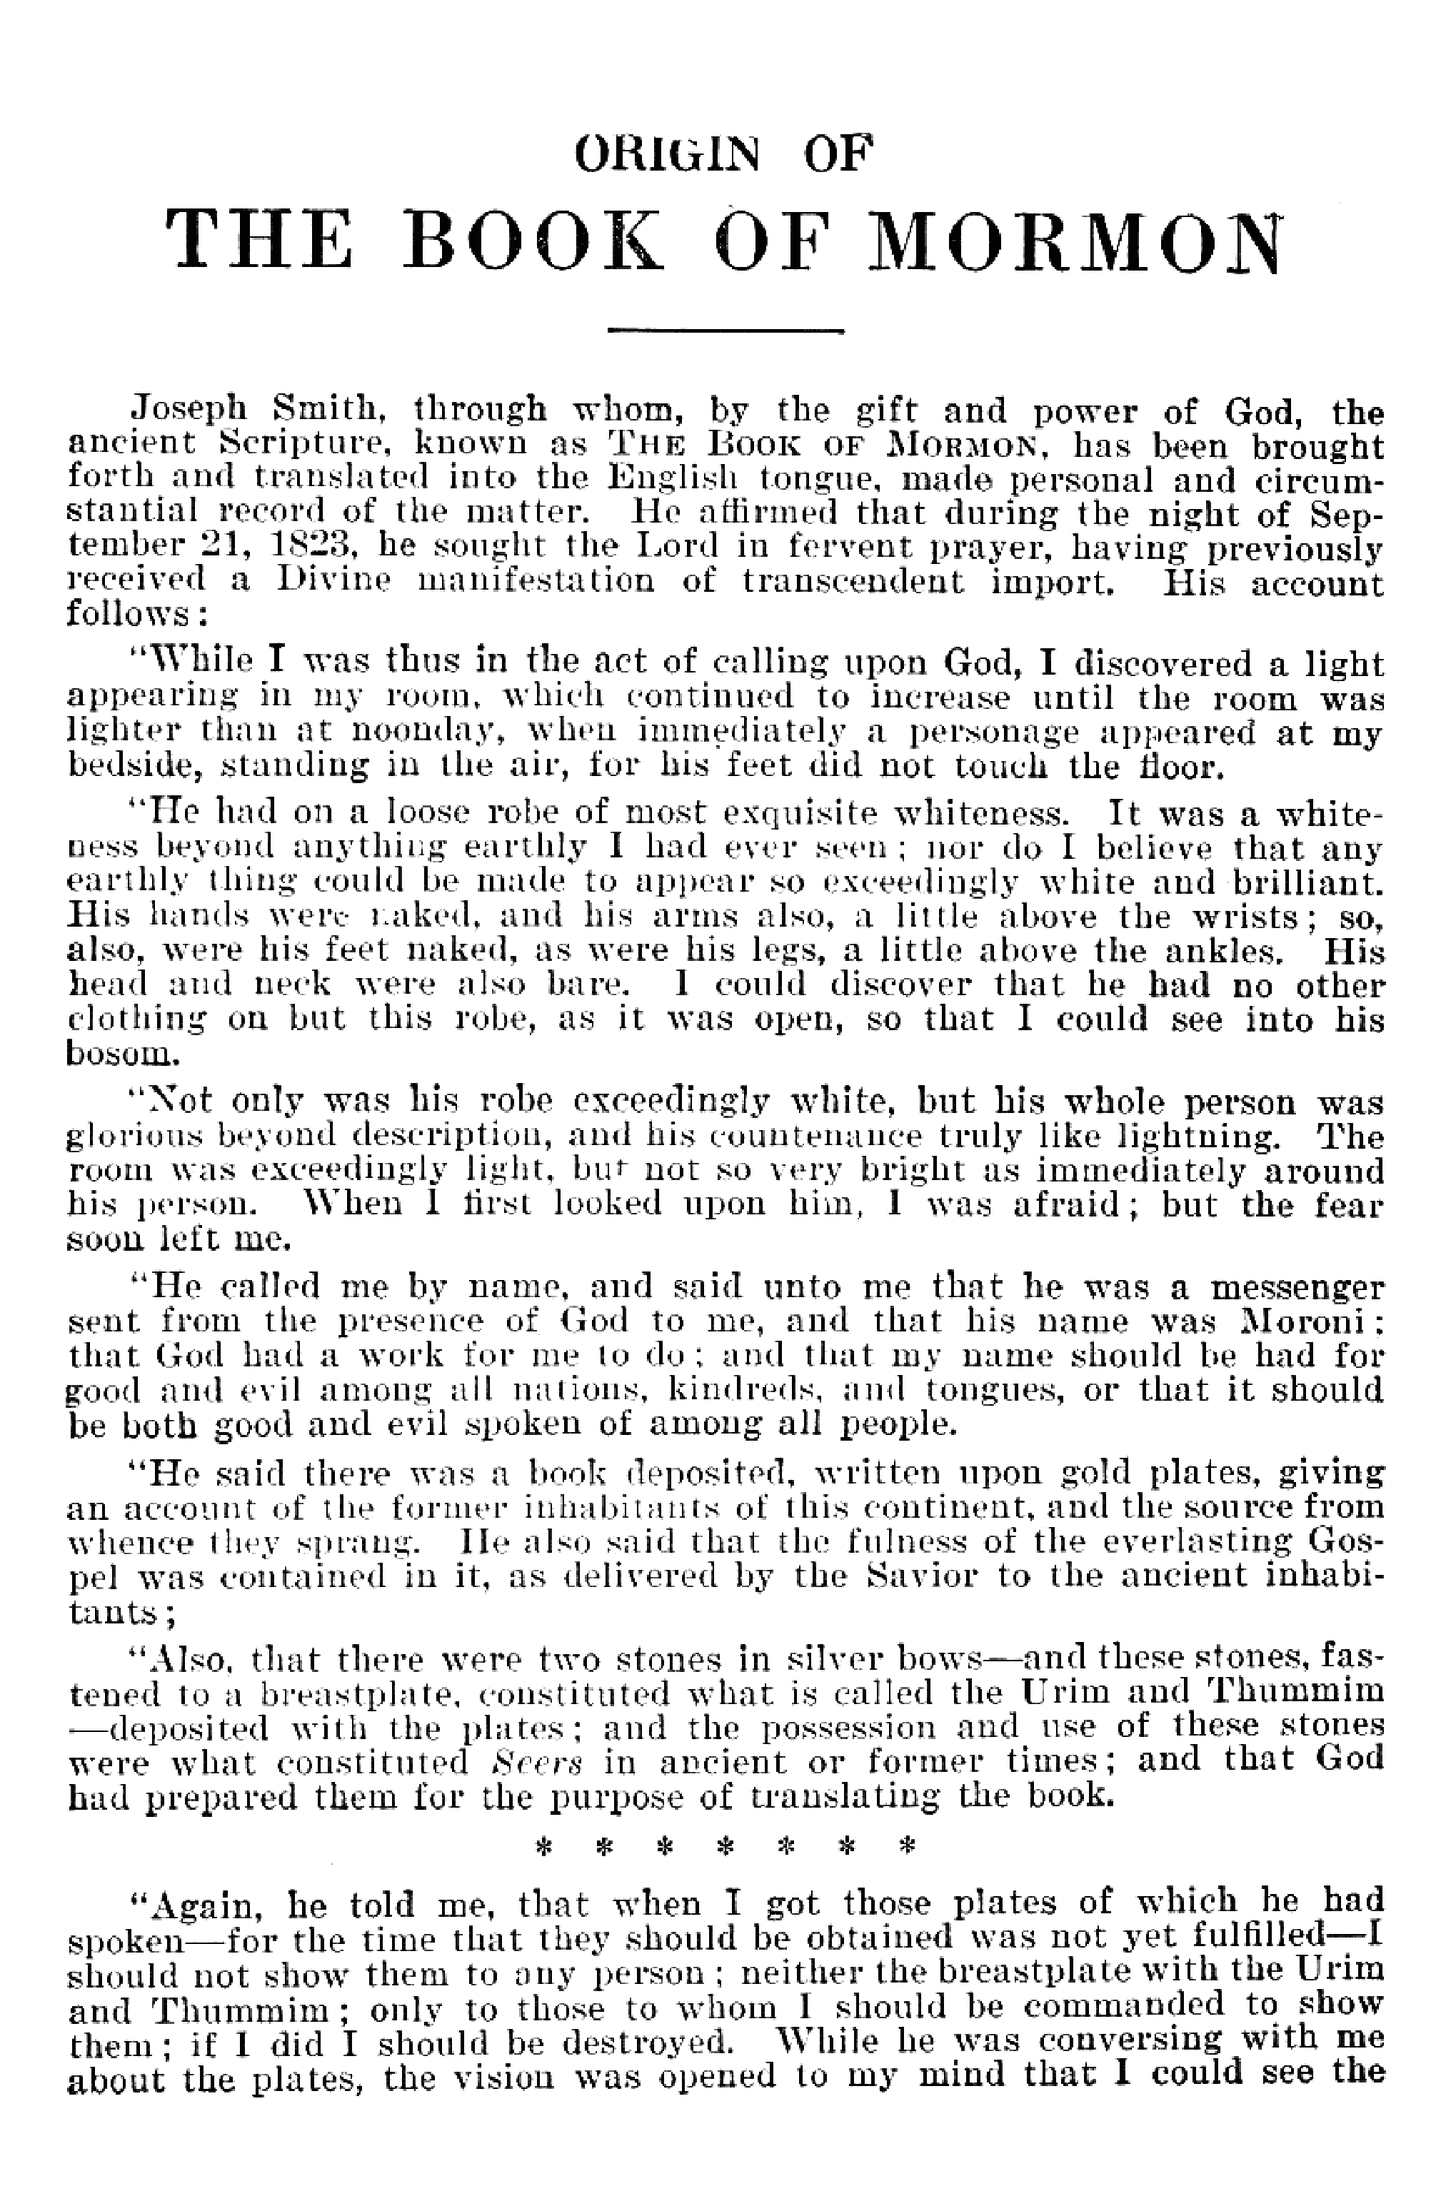 ORIGIN OF
THE BOOK OF MORMON
Joseph Smith, through whom, by the gift and power of God, the
ancient Scripture, known as THE BOOK OF MORMON, has been brought
forth and translated into the English tongue, made personal and circum-
stantial record of the matter. He affirmed that during the night of Sep-
tember 21, 1823, he sought the Lord in fervent prayer, having previously
received a Divine manifestation of transcendent import. His account
follows:
"While I was thus in the act of calling upon God, I discovered a light
appearing in my room, which continued to increase until the room was
lighter than at noonday, when immediately a personage appeared at my
bedside, standing in the air, for his feet did not touch the floor.
"He had on a loose robe of most exquisite whiteness. It was a white-
ness beyond anything earthly I had ever seen; nor do I believe that any
earthly thing could be made to appear so exceedingly white and brilliant.
His hands were naked, and his arms also, a little above the wrists; so,
also, were his feet naked, as were his legs, a little above the ankles. His
head and neck were also bare. I could discover that he had no other
clothing on but this robe, as it was open, so that I could see into his
bosom.
"Not only was his robe exceedingly white, but his whole person was
glorious beyond description, and his countenance truly like lightning. The
room was exceedingly light, but not so very bright as immediately around
his person. When I first looked upon him, I was afraid; but the fear
soon left me.
"He called me by name, and said unto me that he was a messenger
sent from the presence of God to me, and that his name was Moroni;
that God had a work for me to do; and that my name should be had for
good and evil among all nations, kindreds, and tongues, or that it should
be both good and evil spoken of among all people.
"He said there was a book deposited, written upon gold plates, giving
an account of the former inhabitants of this continent, and the source from
whence they sprang. He also said that the fulness of the everlasting Gos-
pel was contained in it, as delivered by the Savior to the ancient inhabi-
tants;
"Also, that there were two stones in silver bows—and these stones, fas-
tened to a breastplate, constituted what is called the Urim and Thummim
—deposited with the plates; and the possession and use of these stones
were what constituted Seers in ancient or former times; and that God
had prepared them for the purpose of translating the book.
* * * * * * *
"Again, he told me, that when I got those plates of which he had
spoken—for the time that they should be obtained was not yet fulfilled—I
should not show them to any person; neither the breastplate with the Urim
and Thummim; only to those to whom I should be commanded to show
them; if I did I should be destroyed. While he was conversing with me
about the plates, the vision was opened to my mind that I could see the